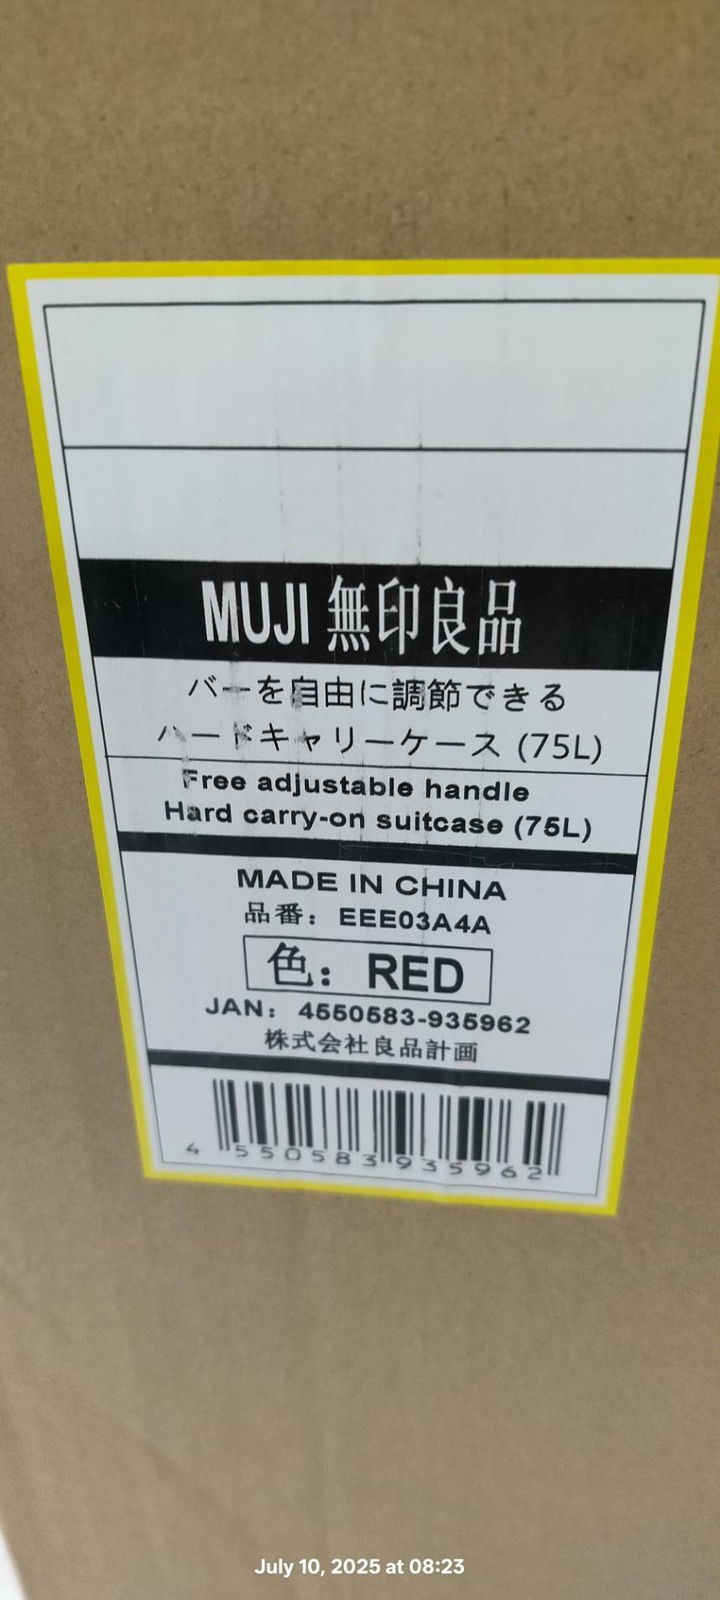 MUJI 無印良品
バーを自由に調節できる
ハードキャリーケース (75L)
Free adjustable handle
Hard carry-on suitcase (75L)
MADE IN CHINA
品番: EEE03A4A
色: RED
JAN: 4550583-935962
株式会社良品計画
4 550583 935962
July 10, 2025 at 08:23